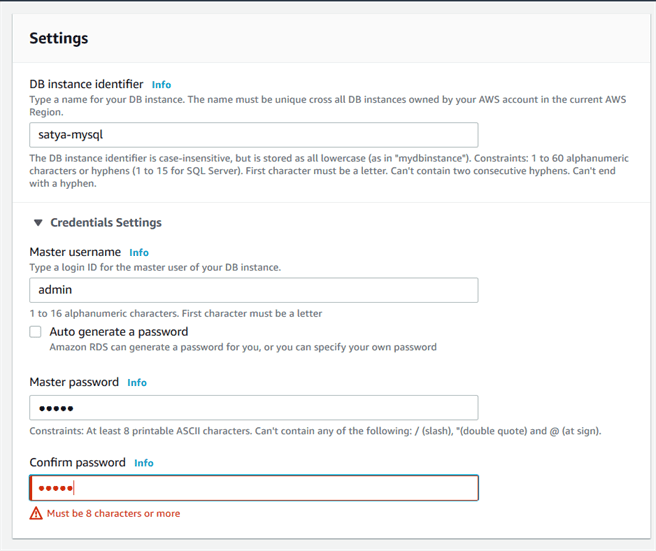 Settings
DB instance identifier Info
Type a name for your DB instance. The name must be unique cross all DB instances owned by your AWS account in the current AWS
Region.
satya-mysql
The DB instance identifier is case-insensitive, but is stored as all lowercase (as in "mydbinstance"). Constraints: 1 to 60 alphanumeric
characters or hyphens (1 to 15 for SQL Server). First character must be a letter. Can't contain two consecutive hyphens. Can't end
with a hyphen.
Credentials Settings
Master username Info
Type a login ID for the master user of your DB instance.
admin
1 to 16 alphanumeric characters. First character must be a letter
Auto generate a password
Amazon RDS can generate a password for you, or you can specify your own password
Master password Info
•••••
Constraints: At least 8 printable ASCII characters. Can't contain any of the following: / (slash), "(double quote) and @ (at sign).
Confirm password Info
•••••
Must be 8 characters or more